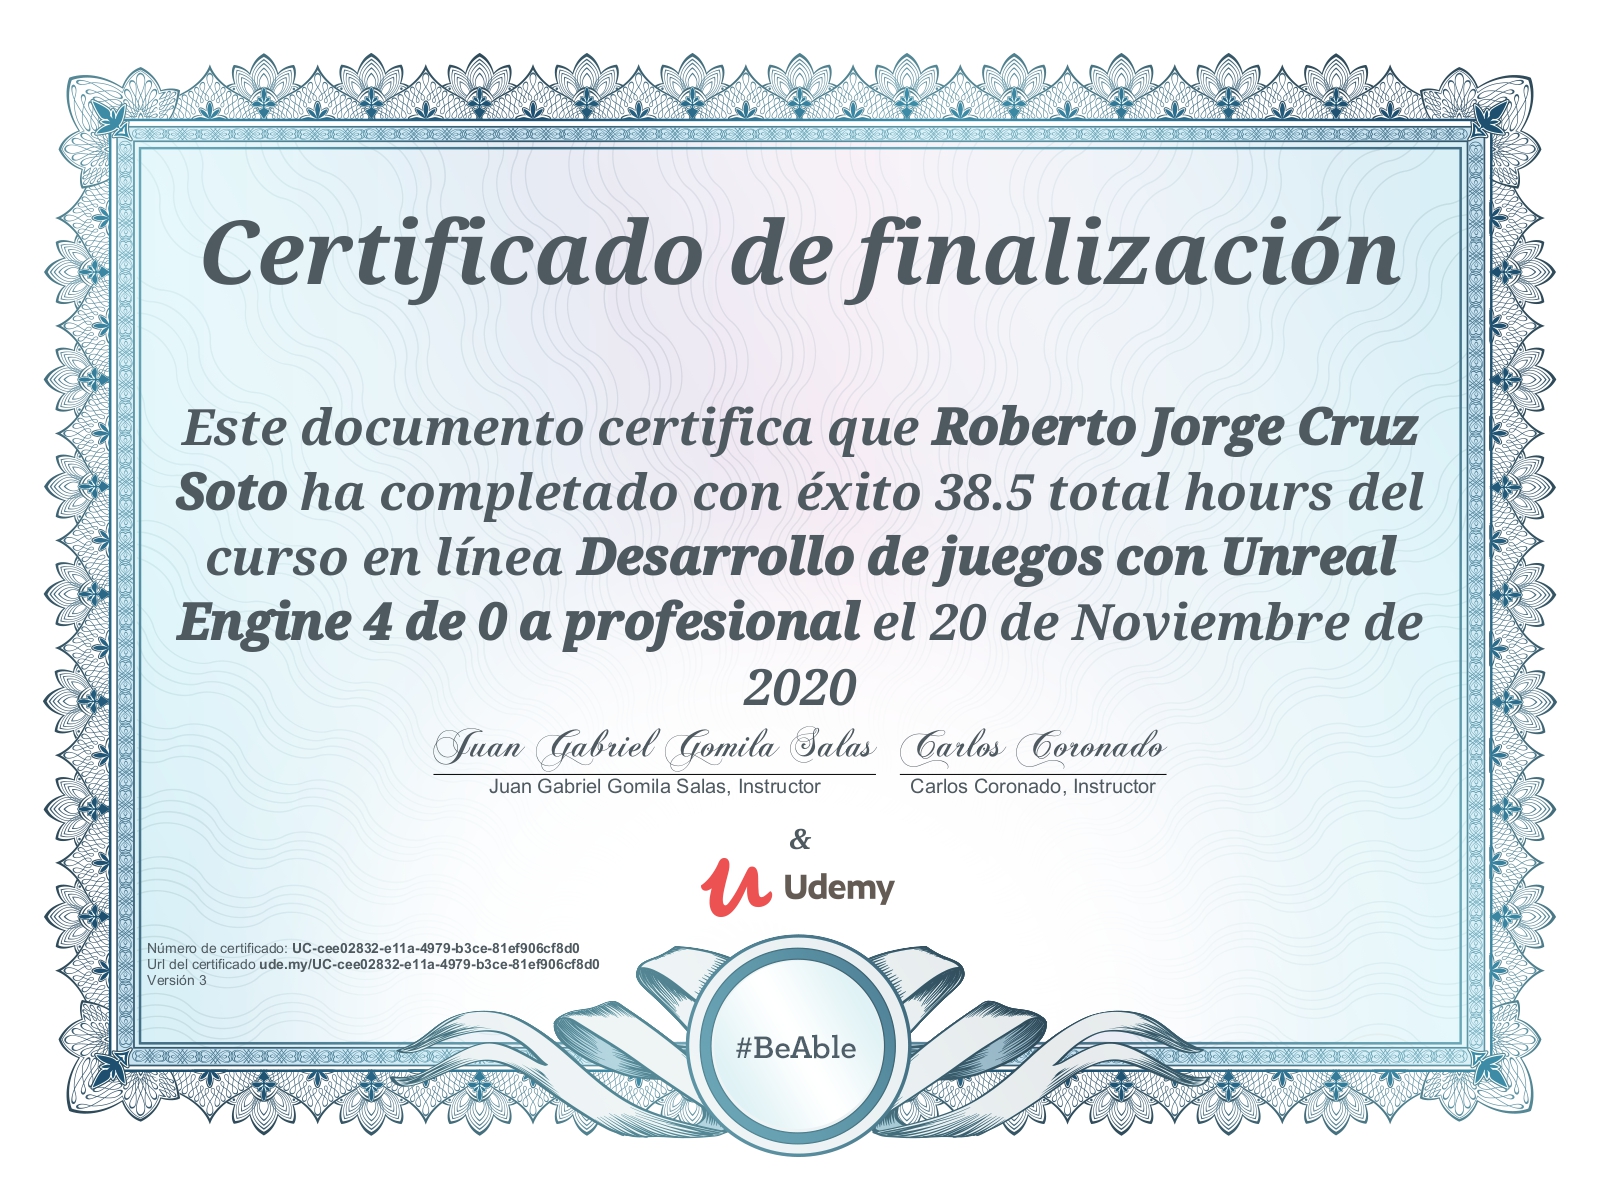 Certificado de finalización
Este documento certifica que Roberto Jorge Cruz
Soto ha completado con éxito 38.5 total hours del
curso en línea Desarrollo de juegos con Unreal
Engine 4 de 0 a profesional el 20 de Noviembre de
2020
Juan Gabriel Gomila Salas Carlos Coronado
Juan Gabriel Gomila Salas, Instructor Carlos Coronado, Instructor
&
Udemy
Número de certificado: UC-cee02832-e11a-4979-b3ce-81ef906cf8d0
Url del certificado ude.my/UC-cee02832-e11a-4979-b3ce-81ef906cf8d0
Versión 3
#BeAble